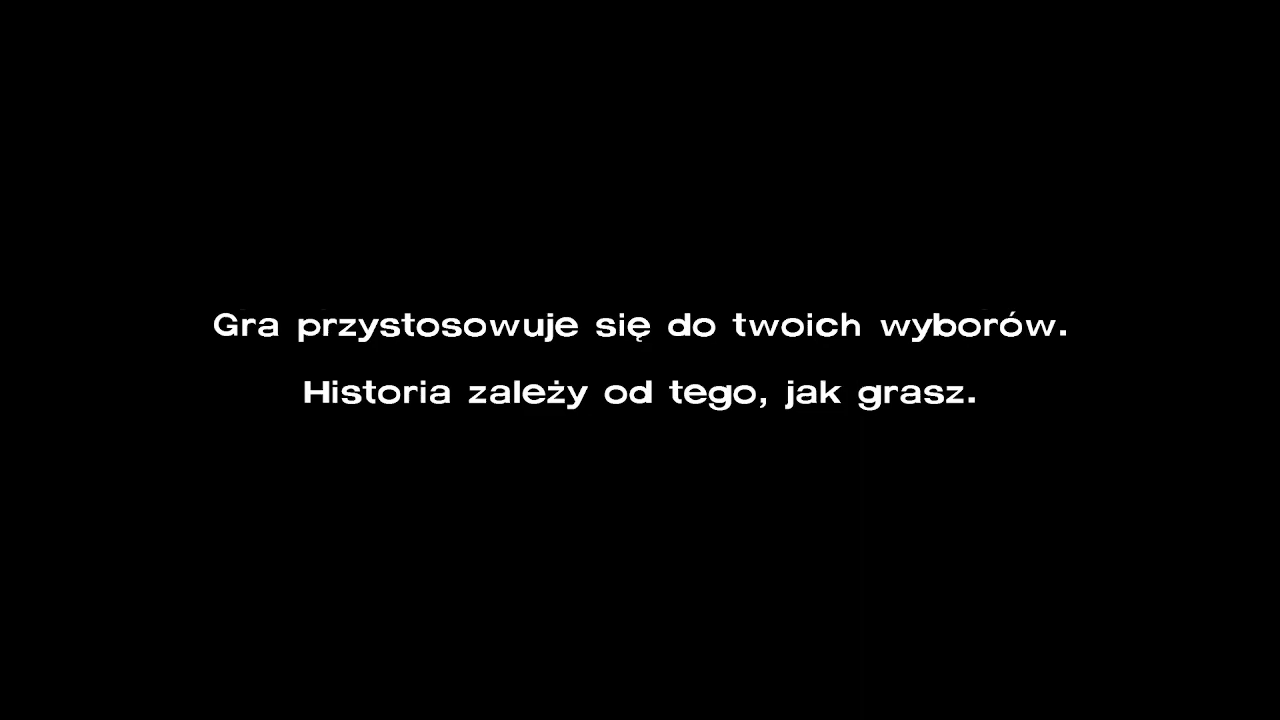 Gra przystosowuje się do twoich wyborów.
Historia zależy od tego, jak grasz.